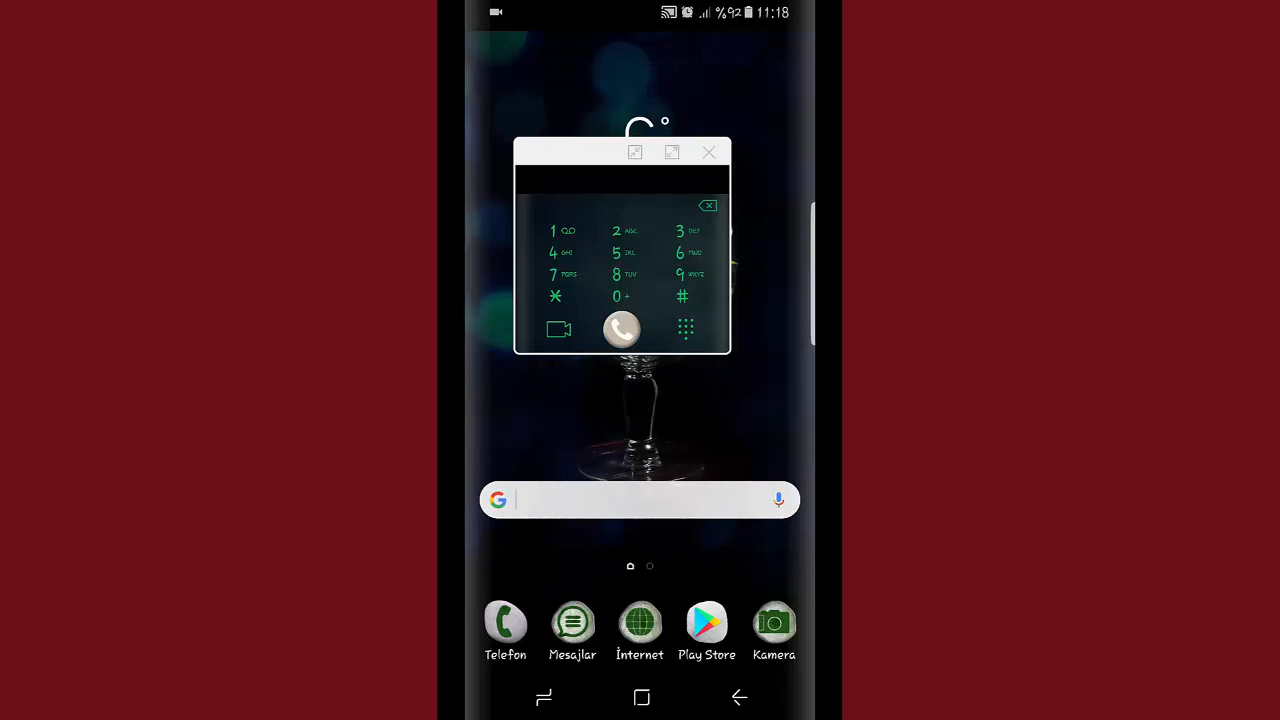 %92 11:18
1 2 ABC 3 DEF
4 GHI 5 JKL 6 MNO
7 PQRS 8 TUV 9 WXYZ
* 0 + #
G
Telefon Mesajlar İnternet Play Store Kamera